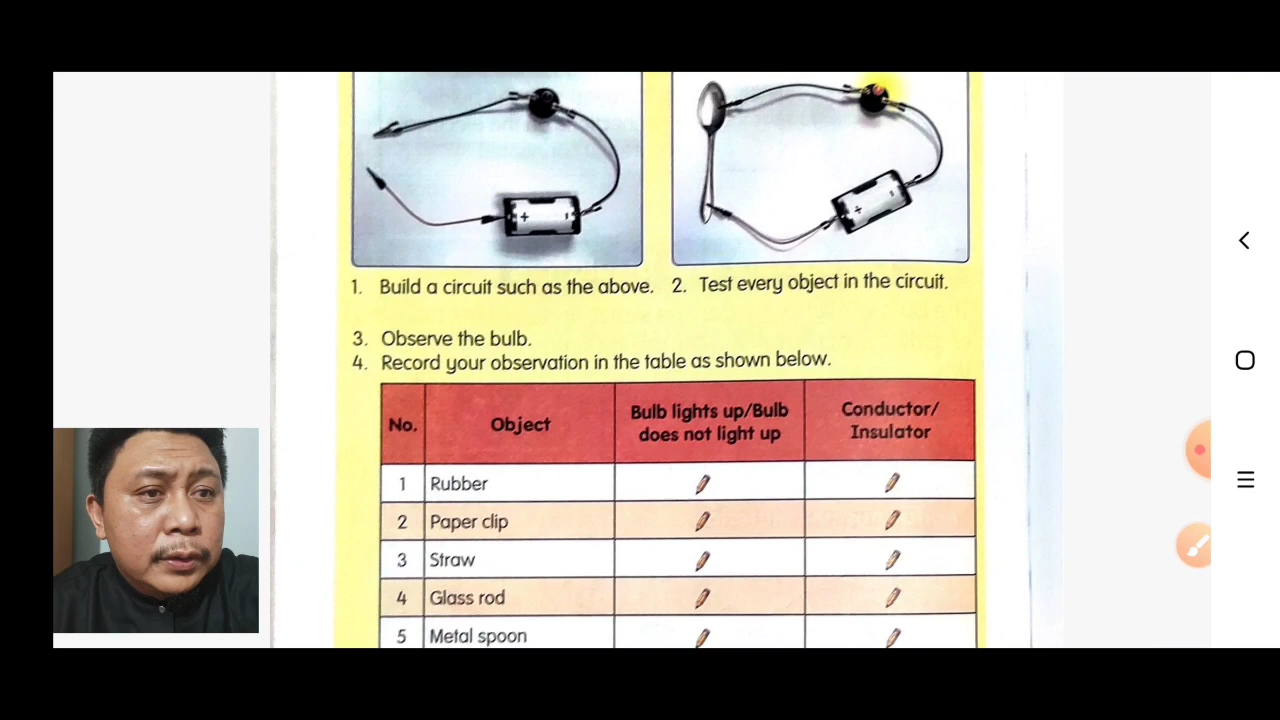 + -
+ -
1. Build a circuit such as the above. 2. Test every object in the circuit.
3. Observe the bulb.
4. Record your observation in the table as shown below.
No. Object Bulb lights up/Bulb does not light up Conductor/ Insulator
1 Rubber
2 Paper clip
3 Straw
4 Glass rod
5 Metal spoon